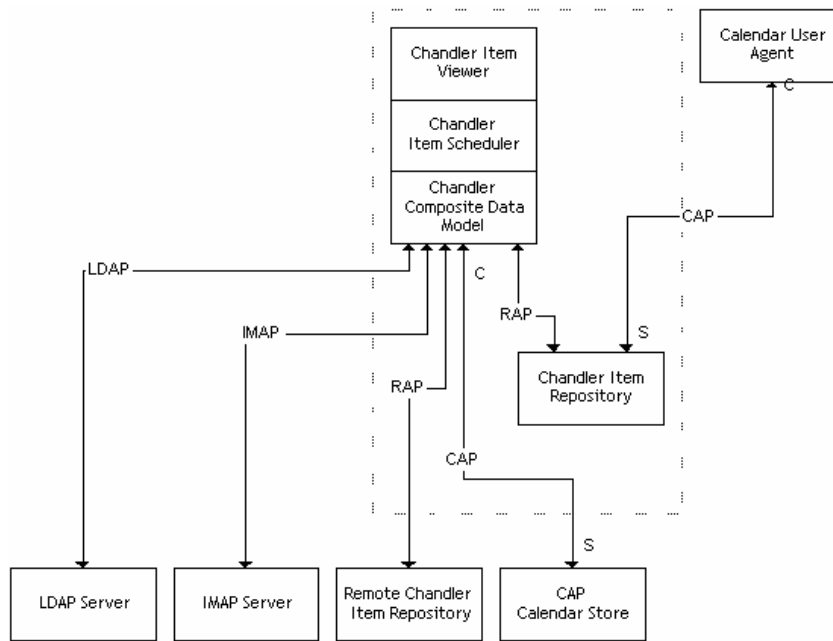 Chandler Item
Viewer
Calendar User
Agent
C
Chandler
Item Scheduler
Chandler
Composite Data
Model
CAP
LDAP
C
RAP
IMAP
S
Chandler Item
Repository
RAP
CAP
S
LDAP Server
IMAP Server
Remote Chandler
Item Repository
CAP
Calendar Store